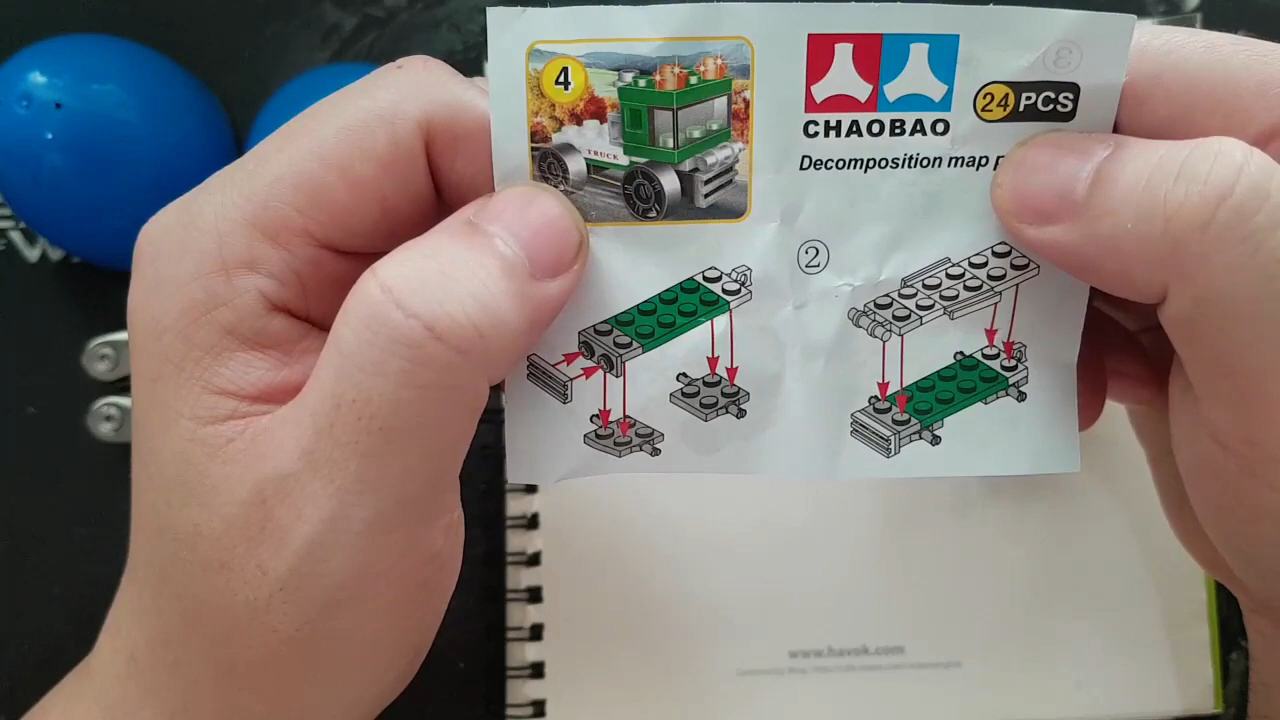 4
TRUCK
CHAOBAO
24 PCS
Decomposition map
②
www.havok.com